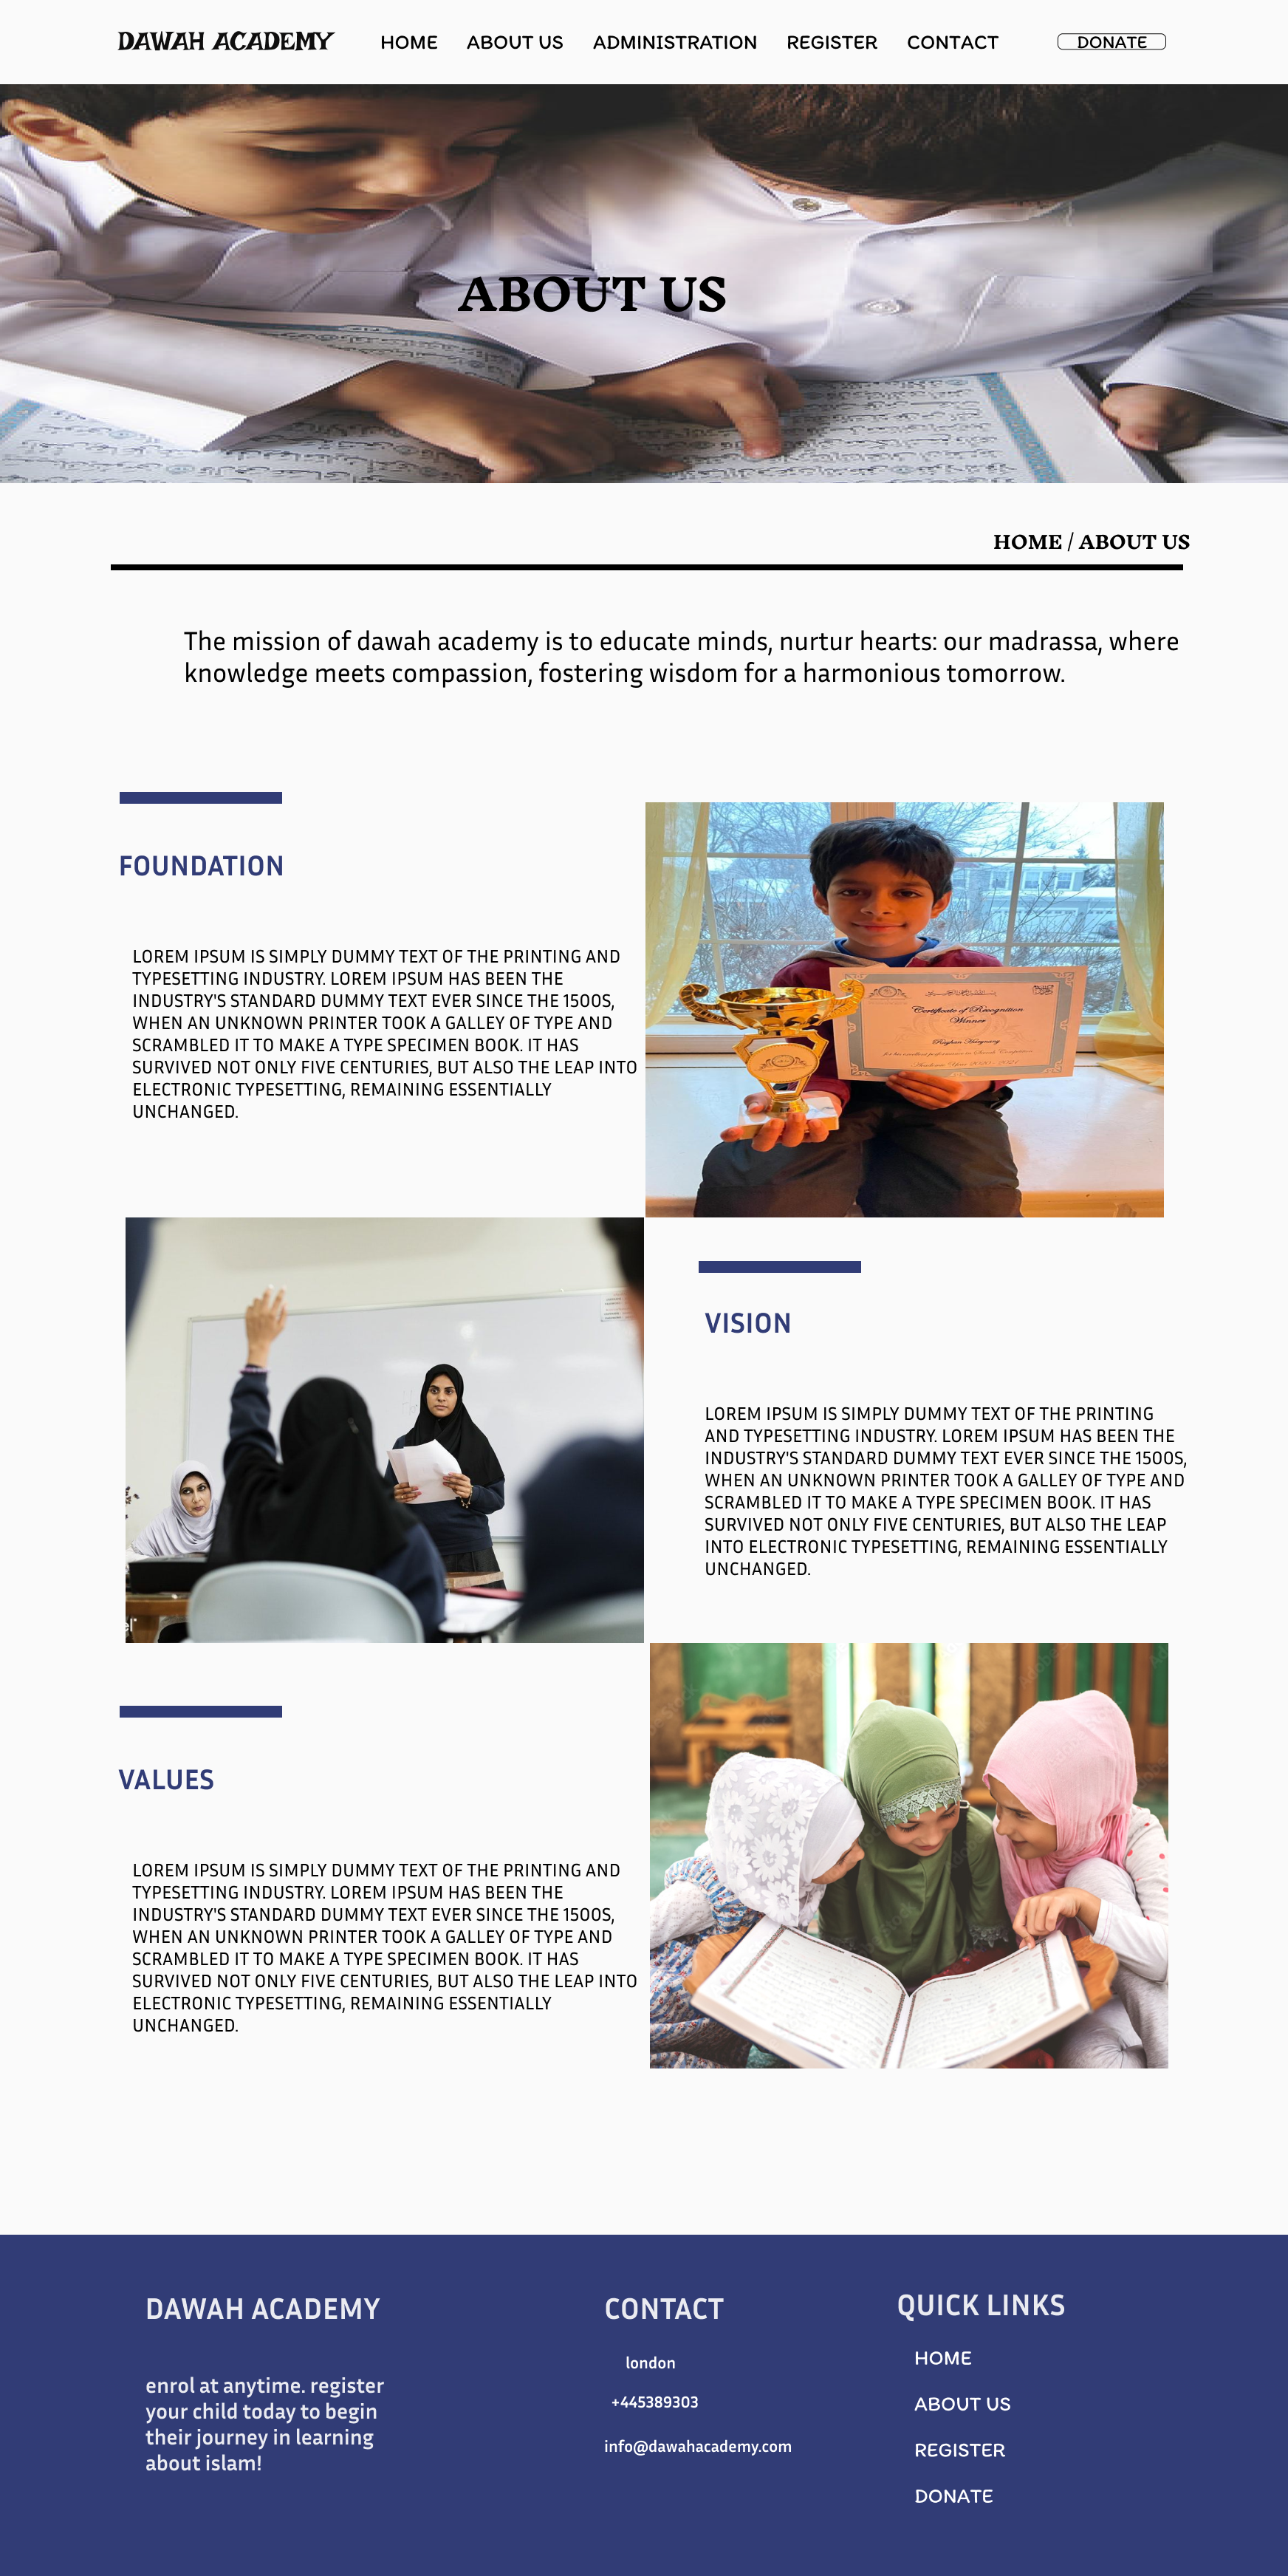 DAWAH ACADEMY
HOME
ABOUT US
ADMINISTRATION
REGISTER
CONTACT
DONATE
ABOUT US
HOME / ABOUT US
The mission of dawah academy is to educate minds, nurtur hearts: our madrassa, where
knowledge meets compassion, fostering wisdom for a harmonious tomorrow.
FOUNDATION
LOREM IPSUM IS SIMPLY DUMMY TEXT OF THE PRINTING AND
TYPESETTING INDUSTRY. LOREM IPSUM HAS BEEN THE
INDUSTRY'S STANDARD DUMMY TEXT EVER SINCE THE 1500S,
WHEN AN UNKNOWN PRINTER TOOK A GALLEY OF TYPE AND
SCRAMBLED IT TO MAKE A TYPE SPECIMEN BOOK. IT HAS
SURVIVED NOT ONLY FIVE CENTURIES, BUT ALSO THE LEAP INTO
ELECTRONIC TYPESETTING, REMAINING ESSENTIALLY
UNCHANGED.
Certificate of Recognition
Winner
VISION
LOREM IPSUM IS SIMPLY DUMMY TEXT OF THE PRINTING
AND TYPESETTING INDUSTRY. LOREM IPSUM HAS BEEN THE
INDUSTRY'S STANDARD DUMMY TEXT EVER SINCE THE 1500S,
WHEN AN UNKNOWN PRINTER TOOK A GALLEY OF TYPE AND
SCRAMBLED IT TO MAKE A TYPE SPECIMEN BOOK. IT HAS
SURVIVED NOT ONLY FIVE CENTURIES, BUT ALSO THE LEAP
INTO ELECTRONIC TYPESETTING, REMAINING ESSENTIALLY
UNCHANGED.
VALUES
LOREM IPSUM IS SIMPLY DUMMY TEXT OF THE PRINTING AND
TYPESETTING INDUSTRY. LOREM IPSUM HAS BEEN THE
INDUSTRY'S STANDARD DUMMY TEXT EVER SINCE THE 1500S,
WHEN AN UNKNOWN PRINTER TOOK A GALLEY OF TYPE AND
SCRAMBLED IT TO MAKE A TYPE SPECIMEN BOOK. IT HAS
SURVIVED NOT ONLY FIVE CENTURIES, BUT ALSO THE LEAP INTO
ELECTRONIC TYPESETTING, REMAINING ESSENTIALLY
UNCHANGED.
DAWAH ACADEMY
enrol at anytime. register
your child today to begin
their journey in learning
about islam!
CONTACT
london
+445389303
info@dawahacademy.com
QUICK LINKS
HOME
ABOUT US
REGISTER
DONATE